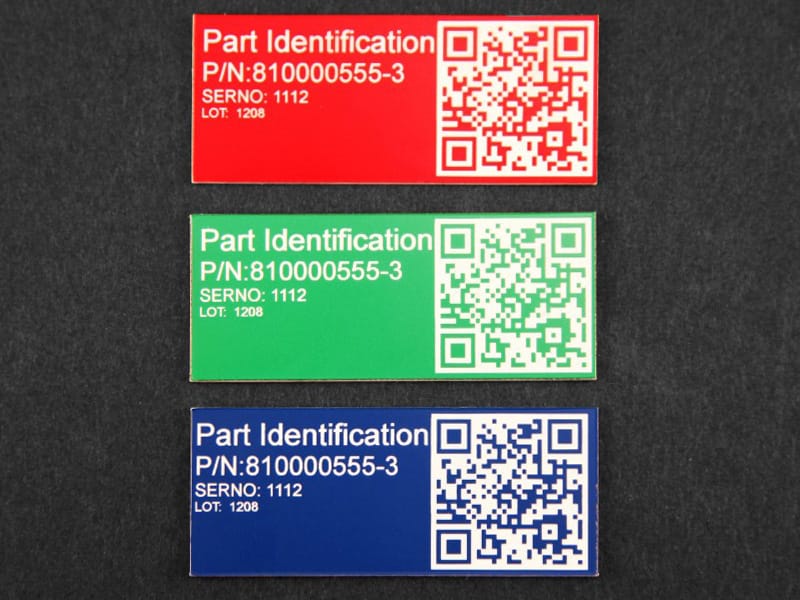 Part Identification
P/N:810000555-3
SERNO: 1112
LOT: 1208
Part Identification
P/N:810000555-3
SERNO: 1112
LOT: 1208
Part Identification
P/N:810000555-3
SERNO: 1112
LOT: 1208